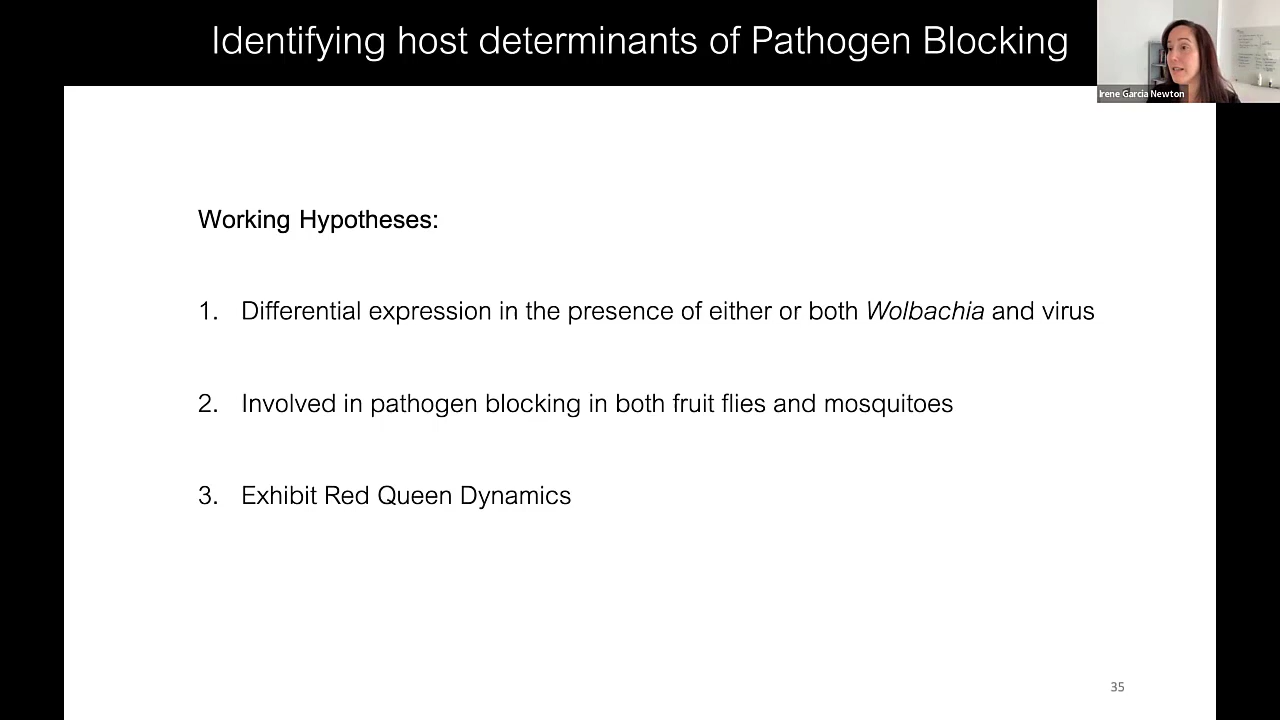 Identifying host determinants of Pathogen Blocking
Irene Garcia Newton
Working Hypotheses:
1. Differential expression in the presence of either or both Wolbachia and virus
2. Involved in pathogen blocking in both fruit flies and mosquitoes
3. Exhibit Red Queen Dynamics
35